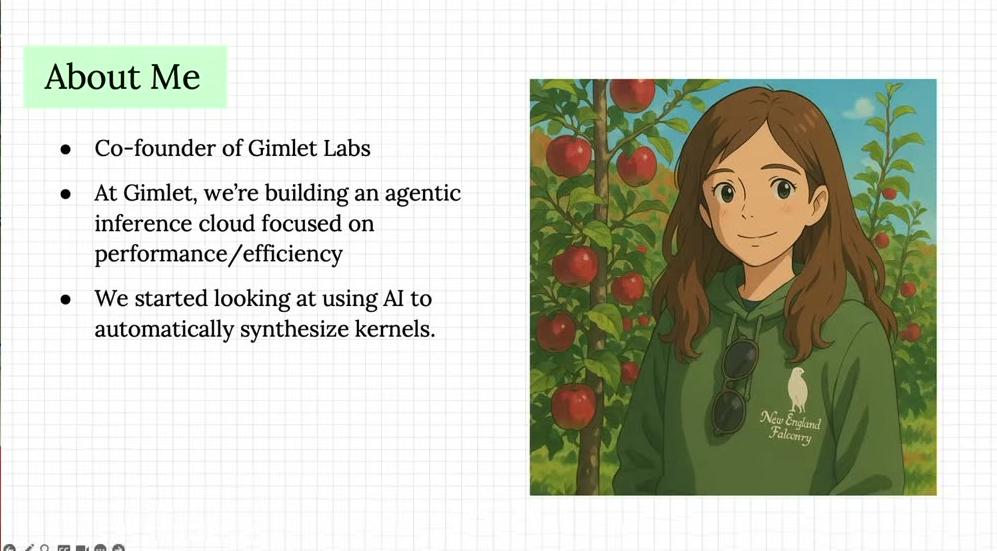 About Me
● Co-founder of Gimlet Labs
● At Gimlet, we’re building an agentic
inference cloud focused on
performance/efficiency
● We started looking at using AI to
automatically synthesize kernels.
New England
Falconry